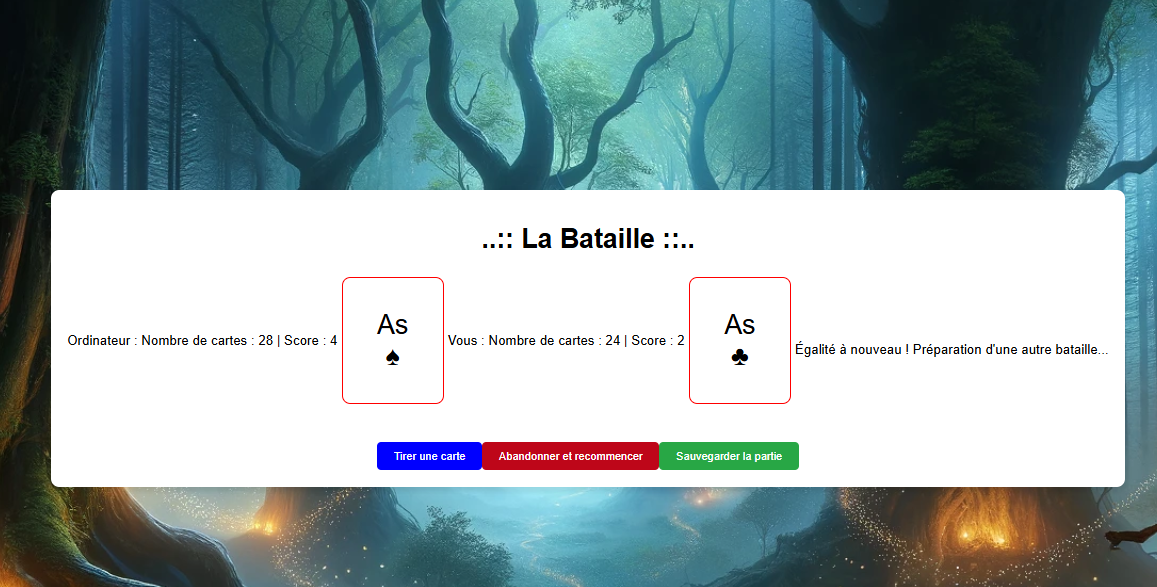 ..:: La Bataille ::..
Ordinateur : Nombre de cartes : 28 | Score : 4
As
♠
Vous : Nombre de cartes : 24 | Score : 2
As
♣
Égalité à nouveau ! Préparation d'une autre bataille...
Tirer une carte
Abandonner et recommencer
Sauvegarder la partie